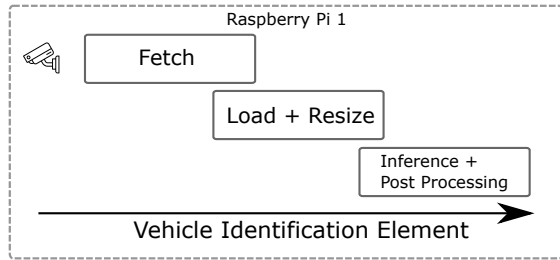 Raspberry Pi 1
Fetch
Load + Resize
Inference +
Post Processing
Vehicle Identification Element